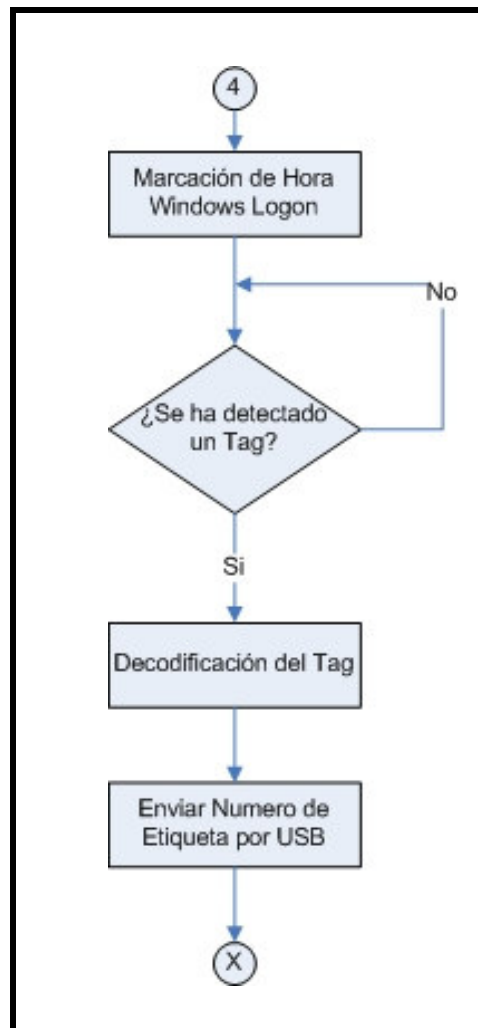 4
Marcación de Hora
Windows Logon
No
¿Se ha detectado
un Tag?
Si
Decodificación del Tag
Enviar Numero de
Etiqueta por USB
X